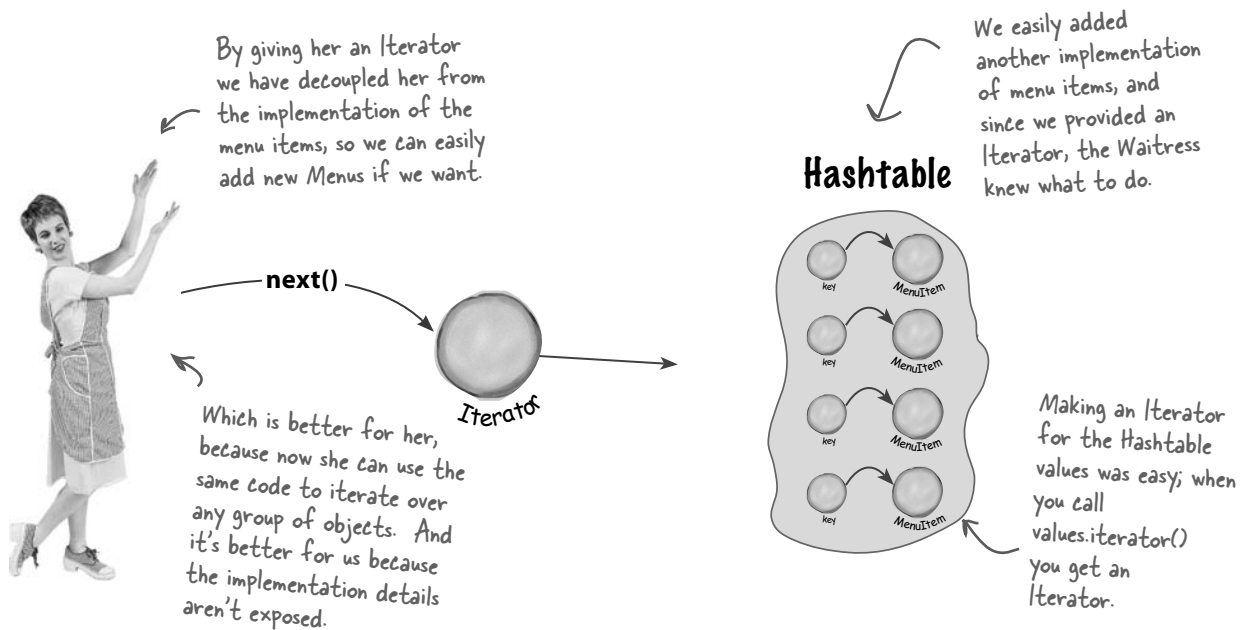 By giving her an Iterator
we have decoupled her from
the implementation of the
menu items, so we can easily
add new Menus if we want.
We easily added
another implementation
of menu items, and
since we provided an
Iterator, the Waitress
knew what to do.
Hashtable
next()
Iterator
key
MenuItem
key
MenuItem
key
MenuItem
key
MenuItem
Which is better for her,
because now she can use the
same code to iterate over
any group of objects. And
it's better for us because
the implementation details
aren't exposed.
Making an Iterator
for the Hashtable
values was easy; when
you call
values.iterator()
you get an
Iterator.